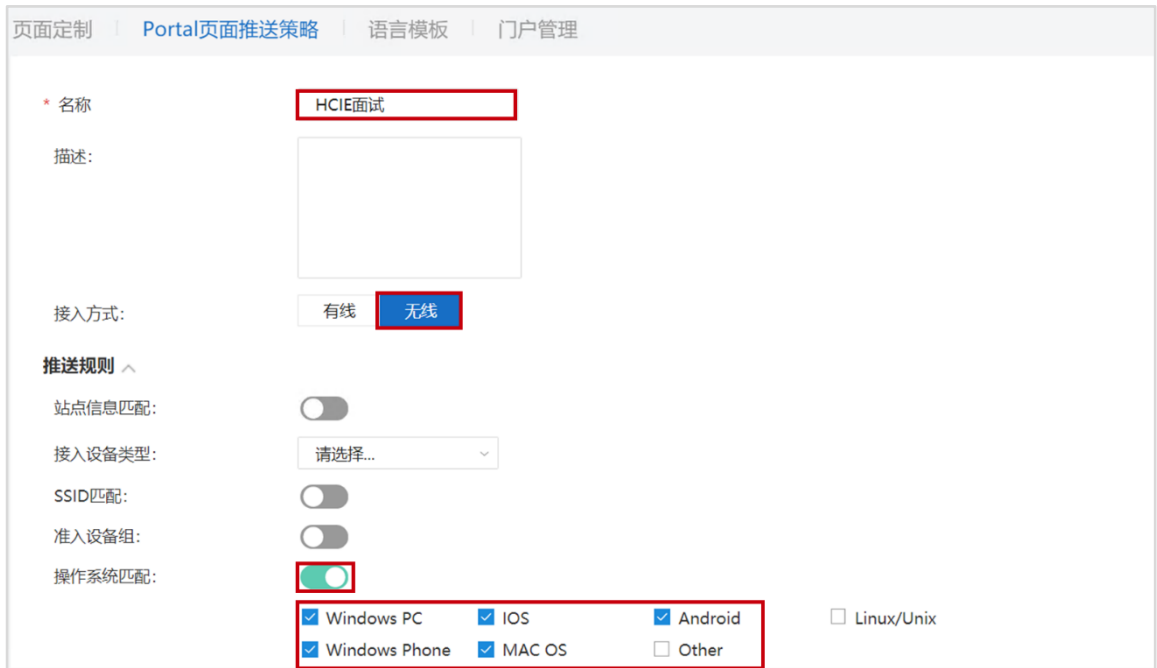 页面定制 Portal页面推送策略 语言模板 门户管理
* 名称 HCIE面试
描述:
接入方式: 有线 无线
推送规则
站点信息匹配:
接入设备类型: 请选择...
SSID匹配:
准入设备组:
操作系统匹配:
Windows PC IOS Android Linux/Unix
Windows Phone MAC OS Other